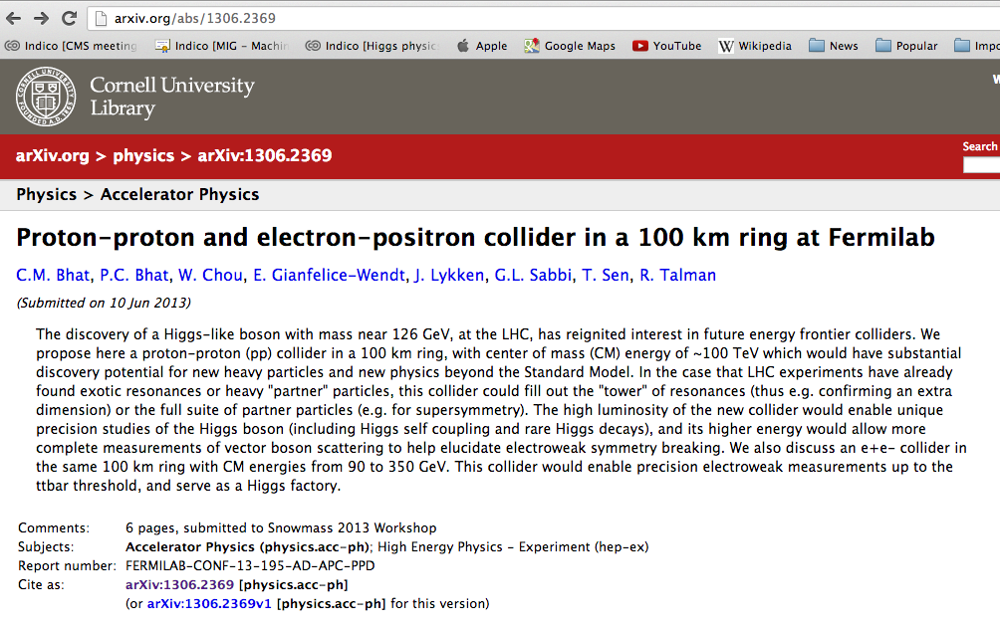 arxiv.org/abs/1306.2369
Indico [CMS meeting Indico [MIG - Machin Indico [Higgs physic Apple Google Maps YouTube Wikipedia News Popular
Cornell University
Library
arXiv.org > physics > arXiv:1306.2369
Search
Physics > Accelerator Physics
Proton-proton and electron-positron collider in a 100 km ring at Fermilab
C.M. Bhat, P.C. Bhat, W. Chou, E. Gianfelice-Wendt, J. Lykken, G.L. Sabbi, T. Sen, R. Talman
(Submitted on 10 Jun 2013)
The discovery of a Higgs-like boson with mass near 126 GeV, at the LHC, has reignited interest in future energy frontier colliders. We
propose here a proton-proton (pp) collider in a 100 km ring, with center of mass (CM) energy of ~100 TeV which would have substantial
discovery potential for new heavy particles and new physics beyond the Standard Model. In the case that LHC experiments have already
found exotic resonances or heavy "partner" particles, this collider could fill out the "tower" of resonances (thus e.g. confirming an extra
dimension) or the full suite of partner particles (e.g. for supersymmetry). The high luminosity of the new collider would enable unique
precision studies of the Higgs boson (including Higgs self coupling and rare Higgs decays), and its higher energy would allow more
complete measurements of vector boson scattering to help elucidate electroweak symmetry breaking. We also discuss an e+e- collider in
the same 100 km ring with CM energies from 90 to 350 GeV. This collider would enable precision electroweak measurements up to the
ttbar threshold, and serve as a Higgs factory.
Comments: 6 pages, submitted to Snowmass 2013 Workshop
Subjects: Accelerator Physics (physics.acc-ph); High Energy Physics - Experiment (hep-ex)
Report number: FERMILAB-CONF-13-195-AD-APC-PPD
Cite as: arXiv:1306.2369 [physics.acc-ph]
(or arXiv:1306.2369v1 [physics.acc-ph] for this version)